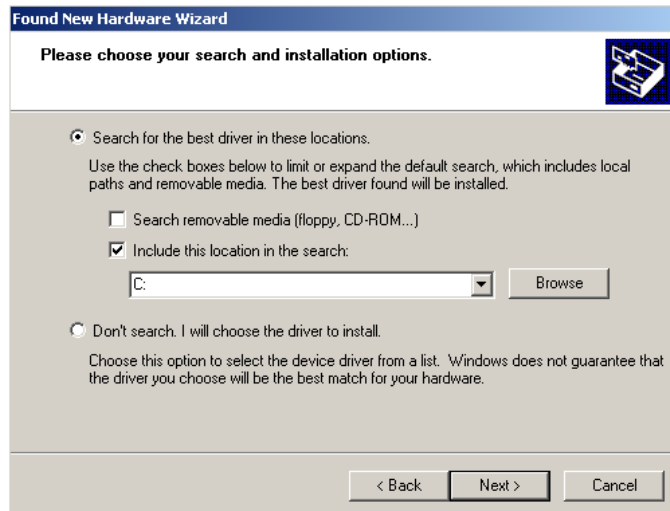 Found New Hardware Wizard
Please choose your search and installation options.
Search for the best driver in these locations.
Use the check boxes below to limit or expand the default search, which includes local
paths and removable media. The best driver found will be installed.
Search removable media (floppy, CD-ROM...)
Include this location in the search:
C:
Browse
Don't search. I will choose the driver to install.
Choose this option to select the device driver from a list. Windows does not guarantee that
the driver you choose will be the best match for your hardware.
< Back
Next >
Cancel